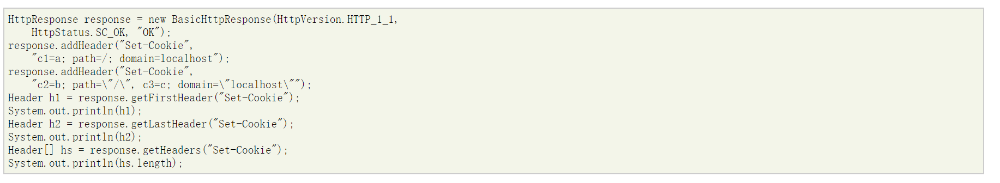 HttpResponse response = new BasicHttpResponse(HttpVersion.HTTP_1_1,
    HttpStatus.SC_OK, "OK");
response.addHeader("Set-Cookie",
    "c1=a; path=/; domain=localhost");
response.addHeader("Set-Cookie",
    "c2=b; path=\"/\", c3=c; domain=\"localhost\"");
Header h1 = response.getFirstHeader("Set-Cookie");
System.out.println(h1);
Header h2 = response.getLastHeader("Set-Cookie");
System.out.println(h2);
Header[] hs = response.getHeaders("Set-Cookie");
System.out.println(hs.length);